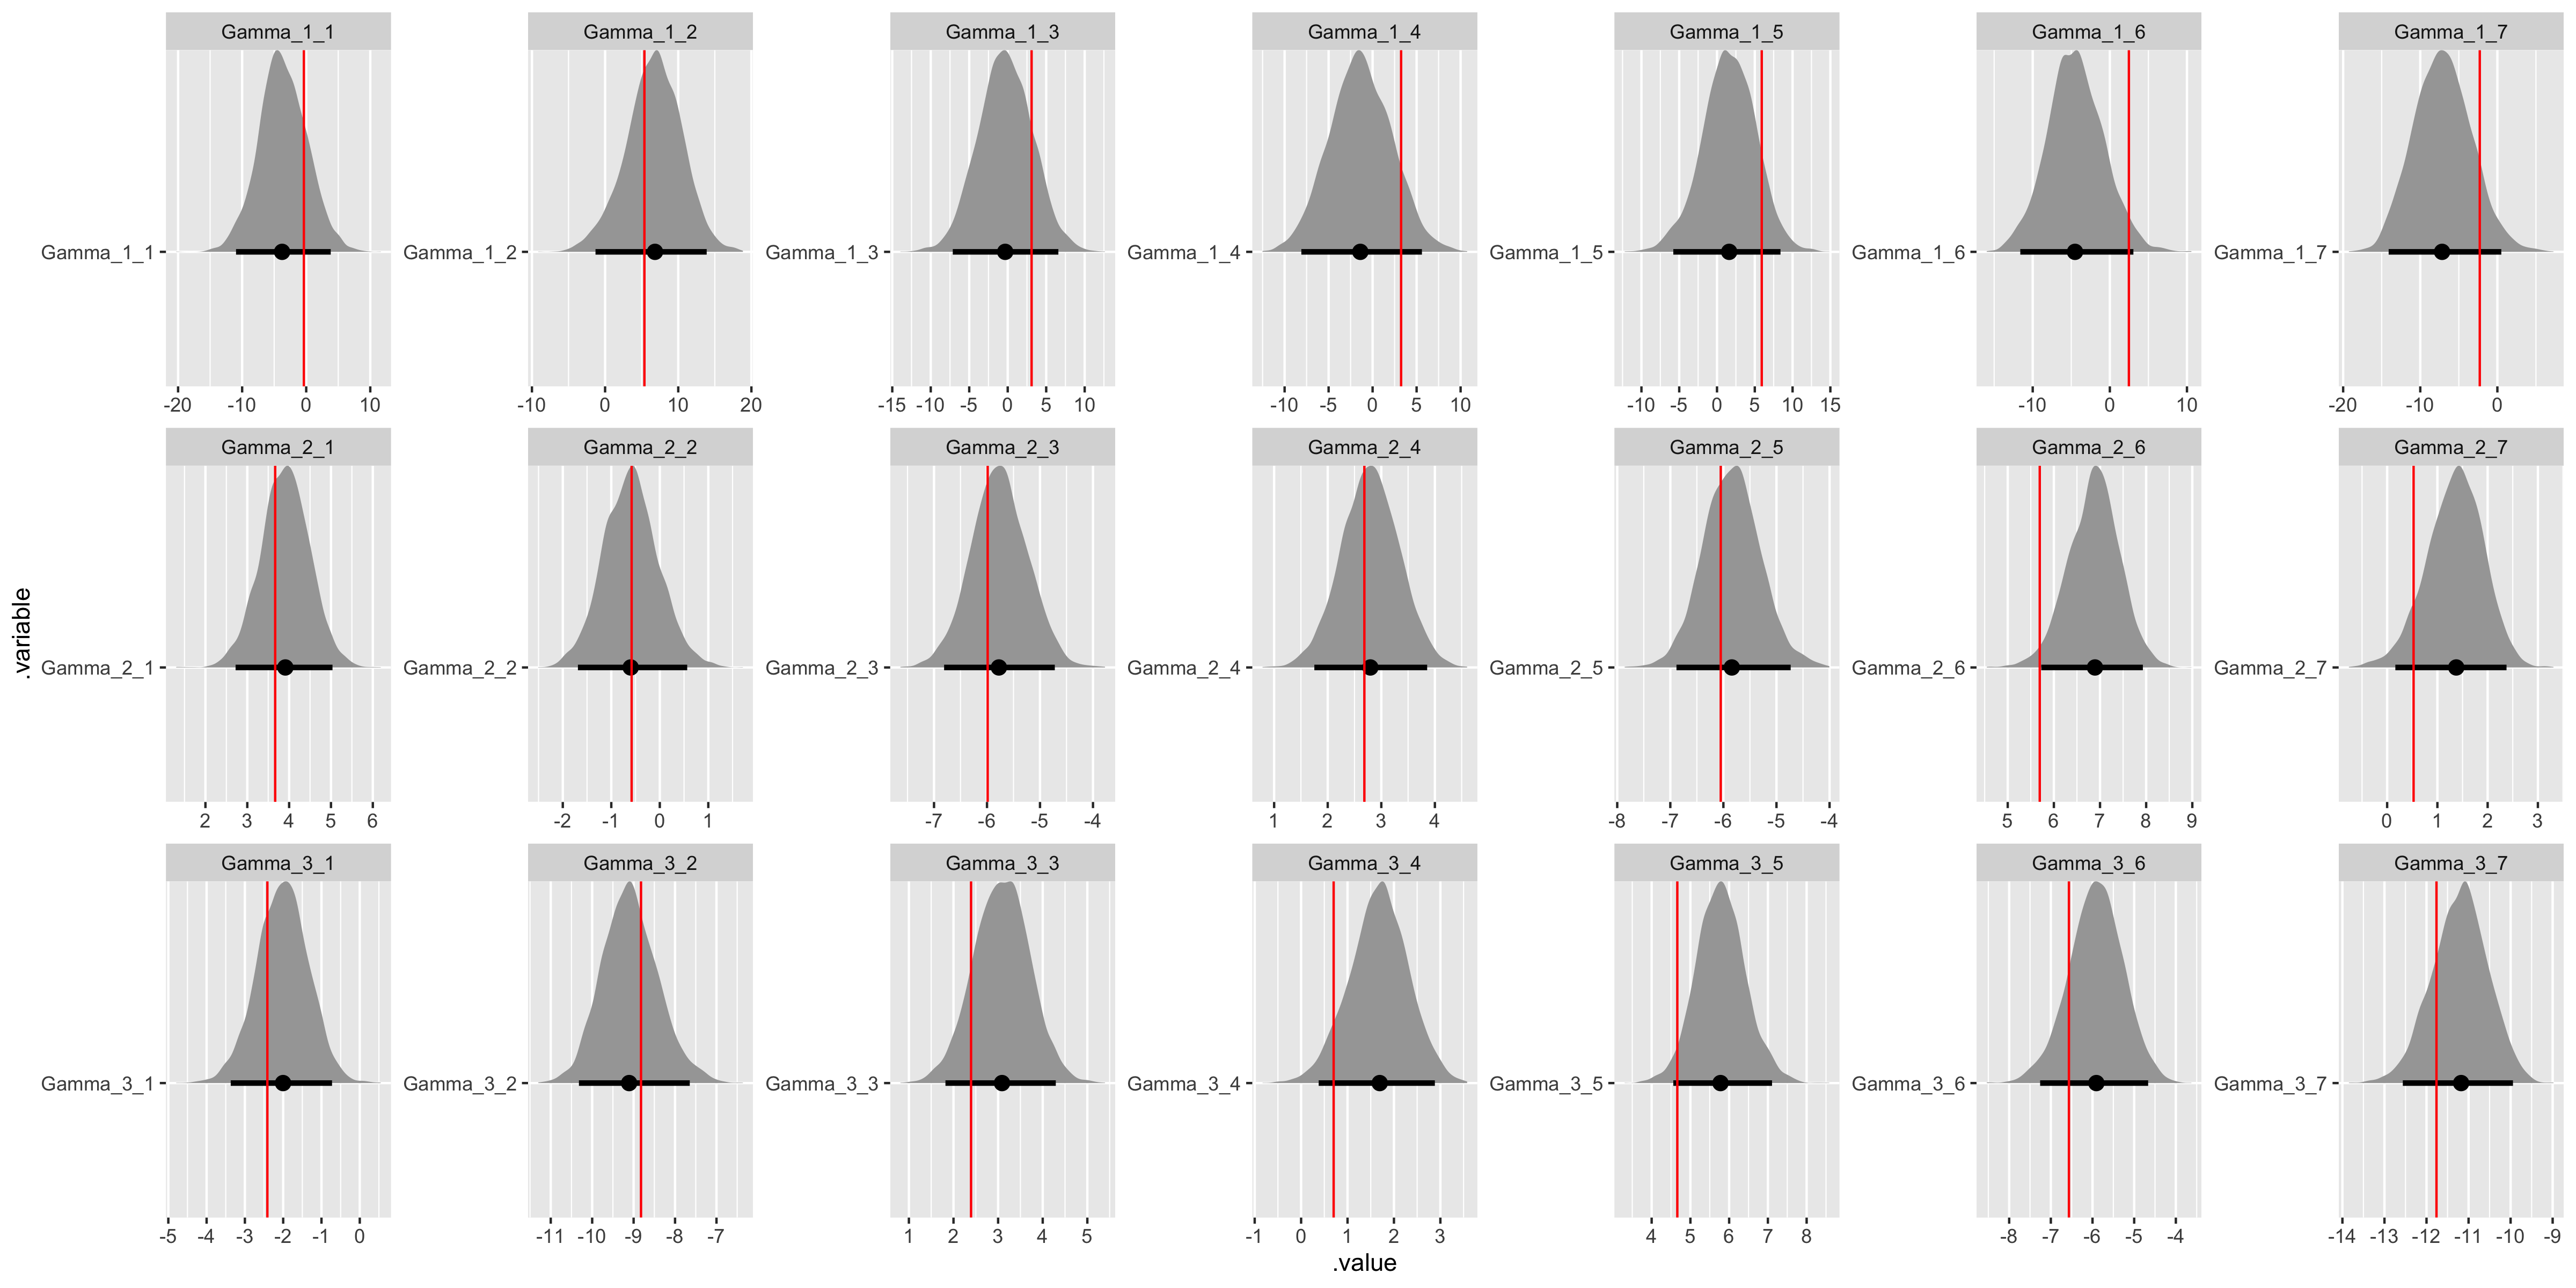 Gamma_1_1 Gamma_1_2 Gamma_1_3 Gamma_1_4 Gamma_1_5 Gamma_1_6 Gamma_1_7
Gamma_1_1 Gamma_1_2 Gamma_1_3 Gamma_1_4 Gamma_1_5 Gamma_1_6 Gamma_1_7
-20 -10 0 10 -10 0 10 20 -15 -10 -5 0 5 10 -10 -5 0 5 10 -10 -5 0 5 10 15 -10 0 10 -20 -10 0
Gamma_2_1 Gamma_2_2 Gamma_2_3 Gamma_2_4 Gamma_2_5 Gamma_2_6 Gamma_2_7
.variable
Gamma_2_1 Gamma_2_2 Gamma_2_3 Gamma_2_4 Gamma_2_5 Gamma_2_6 Gamma_2_7
2 3 4 5 6 -2 -1 0 1 -7 -6 -5 -4 1 2 3 4 -8 -7 -6 -5 -4 5 6 7 8 9 0 1 2 3
Gamma_3_1 Gamma_3_2 Gamma_3_3 Gamma_3_4 Gamma_3_5 Gamma_3_6 Gamma_3_7
Gamma_3_1 Gamma_3_2 Gamma_3_3 Gamma_3_4 Gamma_3_5 Gamma_3_6 Gamma_3_7
-5 -4 -3 -2 -1 0 -11 -10 -9 -8 -7 1 2 3 4 5 -1 0 1 2 3 4 5 6 7 8 -8 -7 -6 -5 -4 -14 -13 -12 -11 -10 -9
.value